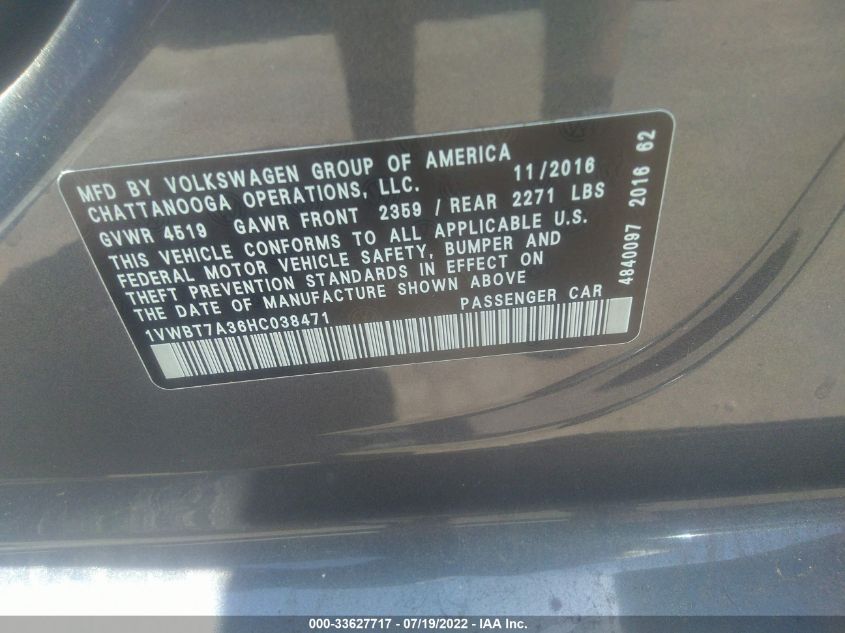 MFD BY VOLKSWAGEN GROUP OF AMERICA
CHATTANOOGA OPERATIONS, LLC. 11/2016
GVWR 4519 GAWR FRONT 2359 / REAR 2271 LBS
THIS VEHICLE CONFORMS TO ALL APPLICABLE U.S.
FEDERAL MOTOR VEHICLE SAFETY, BUMPER AND
THEFT PREVENTION STANDARDS IN EFFECT ON
THE DATE OF MANUFACTURE SHOWN ABOVE
1VWBT7A36HC038471 PASSENGER CAR
4840097 2016 62
000-33627717 - 07/19/2022 - IAA Inc.